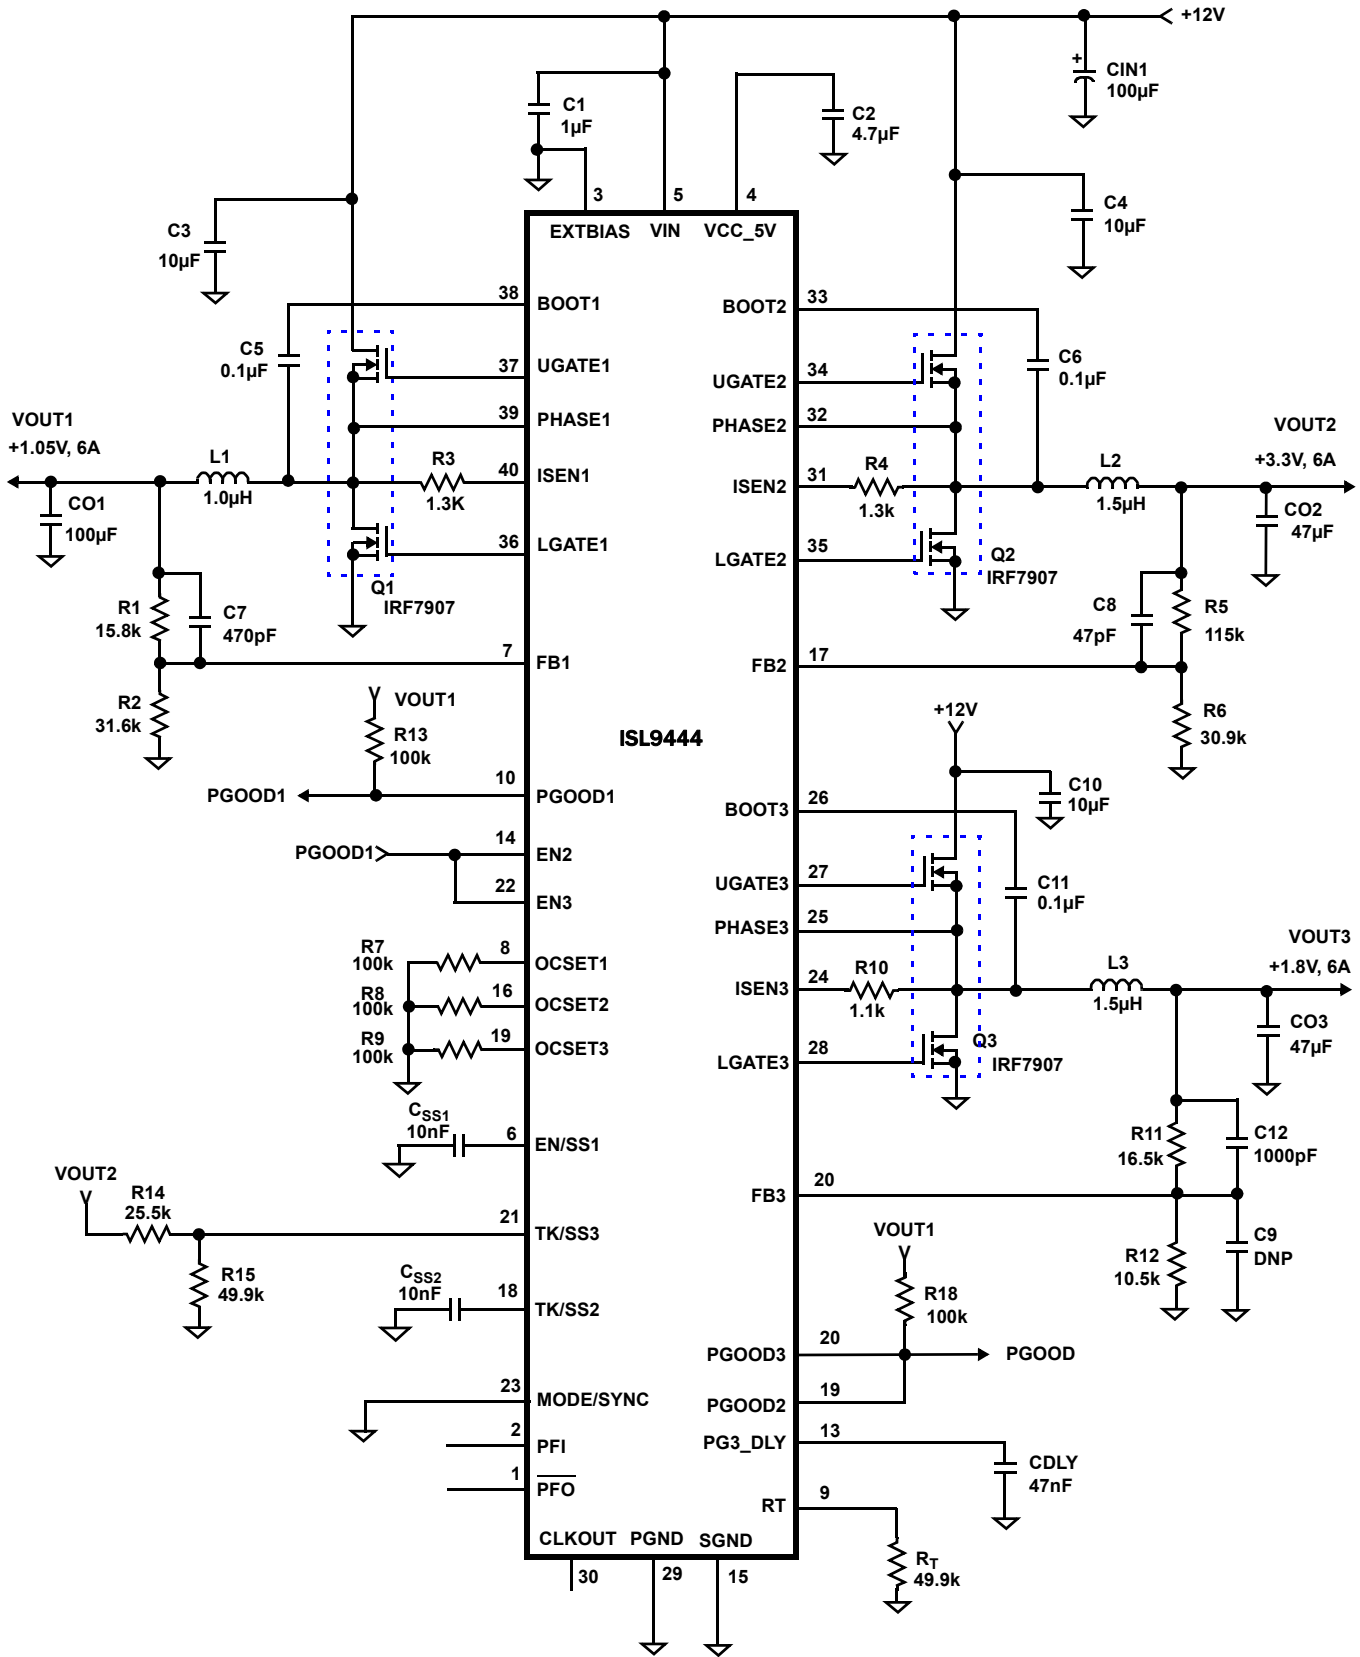 +12V
+
CIN1
100µF
C1
1µF
C2
4.7µF
3
5
4
C3
10µF
C4
10µF
EXTBIAS
VIN
VCC_5V
38
BOOT1
BOOT2
33
C5
0.1µF
37
UGATE1
UGATE2
34
C6
0.1µF
39
PHASE1
PHASE2
32
VOUT1
+1.05V, 6A
L1
1.0µH
R3
1.3K
40
ISEN1
ISEN2
31
R4
1.3k
L2
1.5µH
VOUT2
+3.3V, 6A
CO1
100µF
CO2
47µF
36
LGATE1
LGATE2
35
Q1
IRF7907
Q2
IRF7907
R1
15.8k
C7
470pF
C8
47pF
R5
115k
7
FB1
FB2
17
R2
31.6k
R6
30.9k
VOUT1
R13
100k
+12V
ISL9444
C10
10µF
PGOOD1
10
PGOOD1
BOOT3
26
PGOOD1
14
EN2
UGATE3
27
C11
0.1µF
22
EN3
PHASE3
25
R7
100k
8
OCSET1
ISEN3
24
R10
1.1k
L3
1.5µH
VOUT3
+1.8V, 6A
R8
100k
16
OCSET2
R9
100k
19
OCSET3
LGATE3
28
Q3
IRF7907
CO3
47µF
CSS1
10nF
6
EN/SS1
R11
16.5k
C12
1000pF
VOUT2
R14
25.5k
21
TK/SS3
FB3
20
R15
49.9k
VOUT1
R12
10.5k
C9
DNP
CSS2
10nF
18
TK/SS2
R18
100k
PGOOD3
20
PGOOD
23
MODE/SYNC
PGOOD2
19
2
PFI
PG3_DLY
13
CDLY
47nF
1
PFO
RT
9
CLKOUT
PGND
SGND
RT
49.9k
30
29
15